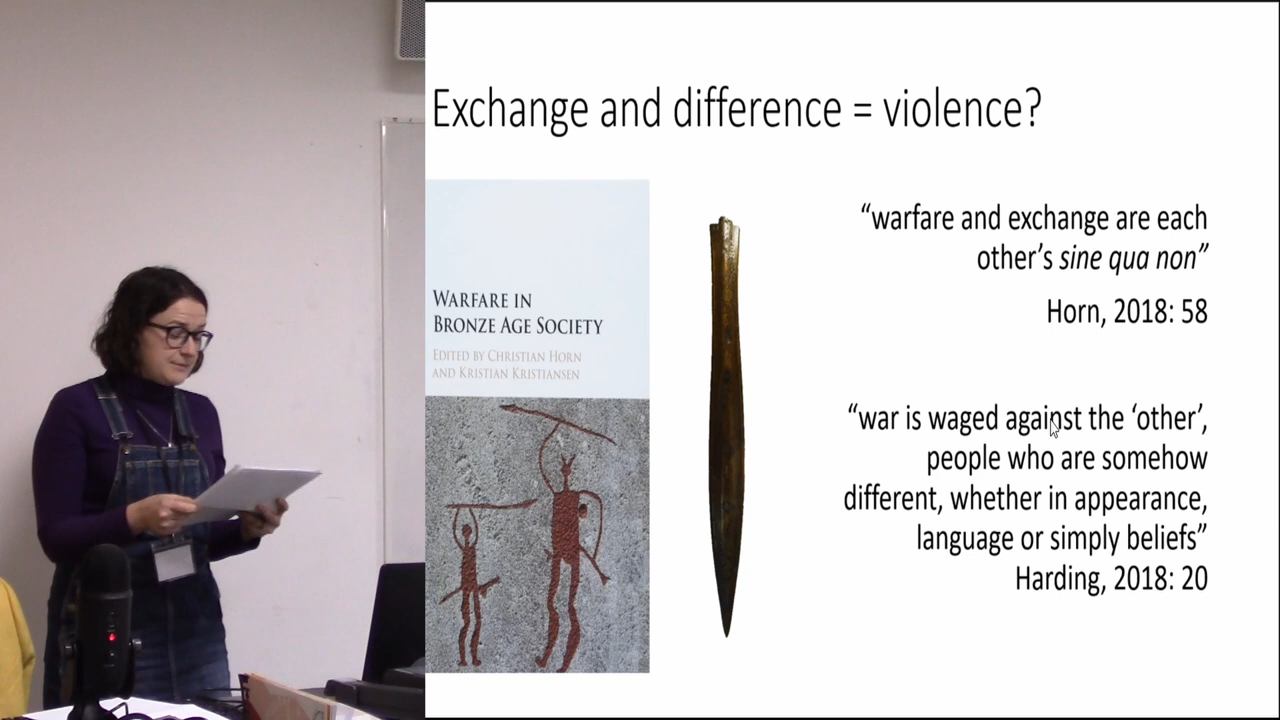 Exchange and difference = violence?
WARFARE IN
BRONZE AGE SOCIETY
EDITED BY CHRISTIAN HORN
AND KRISTIAN KRISTIANSEN
“warfare and exchange are each
other’s sine qua non”
Horn, 2018: 58
“war is waged against the ‘other’,
people who are somehow
different, whether in appearance,
language or simply beliefs”
Harding, 2018: 20